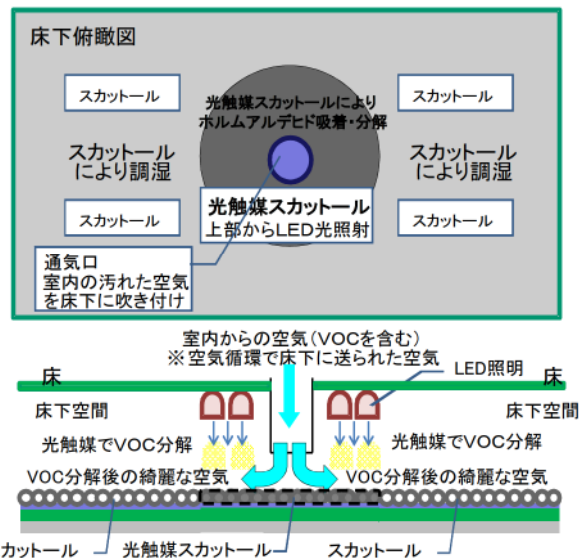 床下俯瞰図
スカットール
スカットール
光触媒スカットールにより
ホルムアルデヒド吸着・分解
スカットール
により調湿
スカットール
により調湿
スカットール
スカットール
光触媒スカットール
上部からLED光照射
通気口
室内の汚れた空気
を床下に吹き付け
室内からの空気(VOCを含む)
※空気循環で床下に送られた空気
LED照明
床
床
床下空間
床下空間
光触媒でVOC分解
光触媒でVOC分解
VOC分解後の綺麗な空気
VOC分解後の綺麗な空気
カットール
光触媒スカットール
スカットール